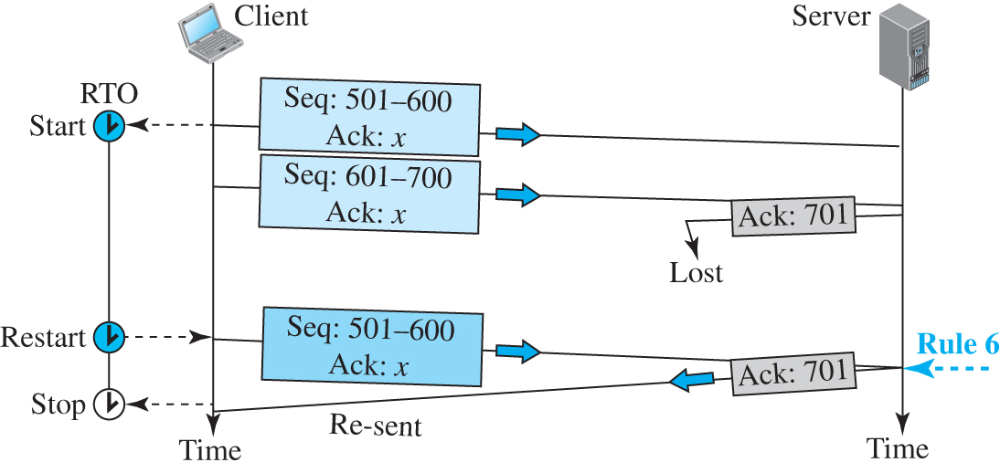 Client
Server
RTO
Start
Seq: 501–600
Ack: x
Seq: 601–700
Ack: x
Ack: 701
Lost
Restart
Seq: 501–600
Ack: x
Rule 6
Ack: 701
Stop
Re-sent
Time
Time